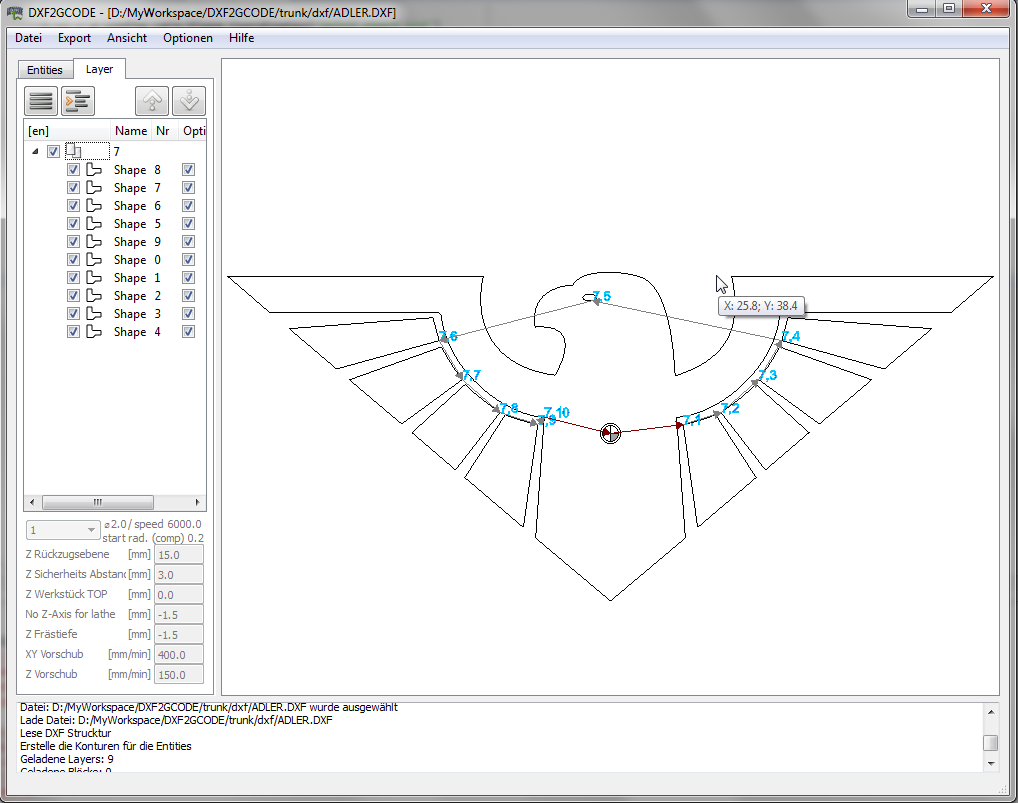 DXF2GCODE - [D:/MyWorkspace/DXF2GCODE/trunk/dxf/ADLER.DXF]
Datei Export Ansicht Optionen Hilfe
Entities Layer
[en] Name Nr Opti
7
Shape 8
Shape 7
Shape 6
Shape 5
Shape 9
Shape 0
Shape 1
Shape 2
Shape 3
Shape 4
1
⌀2.0 / speed 6000.0
start rad. (comp) 0.2
Z Rückzugsebene [mm] 15.0
Z Sicherheits Abstand [mm] 3.0
Z Werkstück TOP [mm] 0.0
No Z-Axis for lathe [mm] -1.5
Z Frästiefe [mm] -1.5
XY Vorschub [mm/min] 400.0
Z Vorschub [mm/min] 150.0
7,5
X: 25.8; Y: 38.4
7,6
7,4
7,7
7,3
7,8
7,10
7,2
7,9
7,1
Datei: D:/MyWorkspace/DXF2GCODE/trunk/dxf/ADLER.DXF wurde ausgewählt
Lade Datei: D:/MyWorkspace/DXF2GCODE/trunk/dxf/ADLER.DXF
Lese DXF Strucktur
Erstelle die Konturen für die Entities
Geladene Layers: 9
Geladene Blöcke: 0